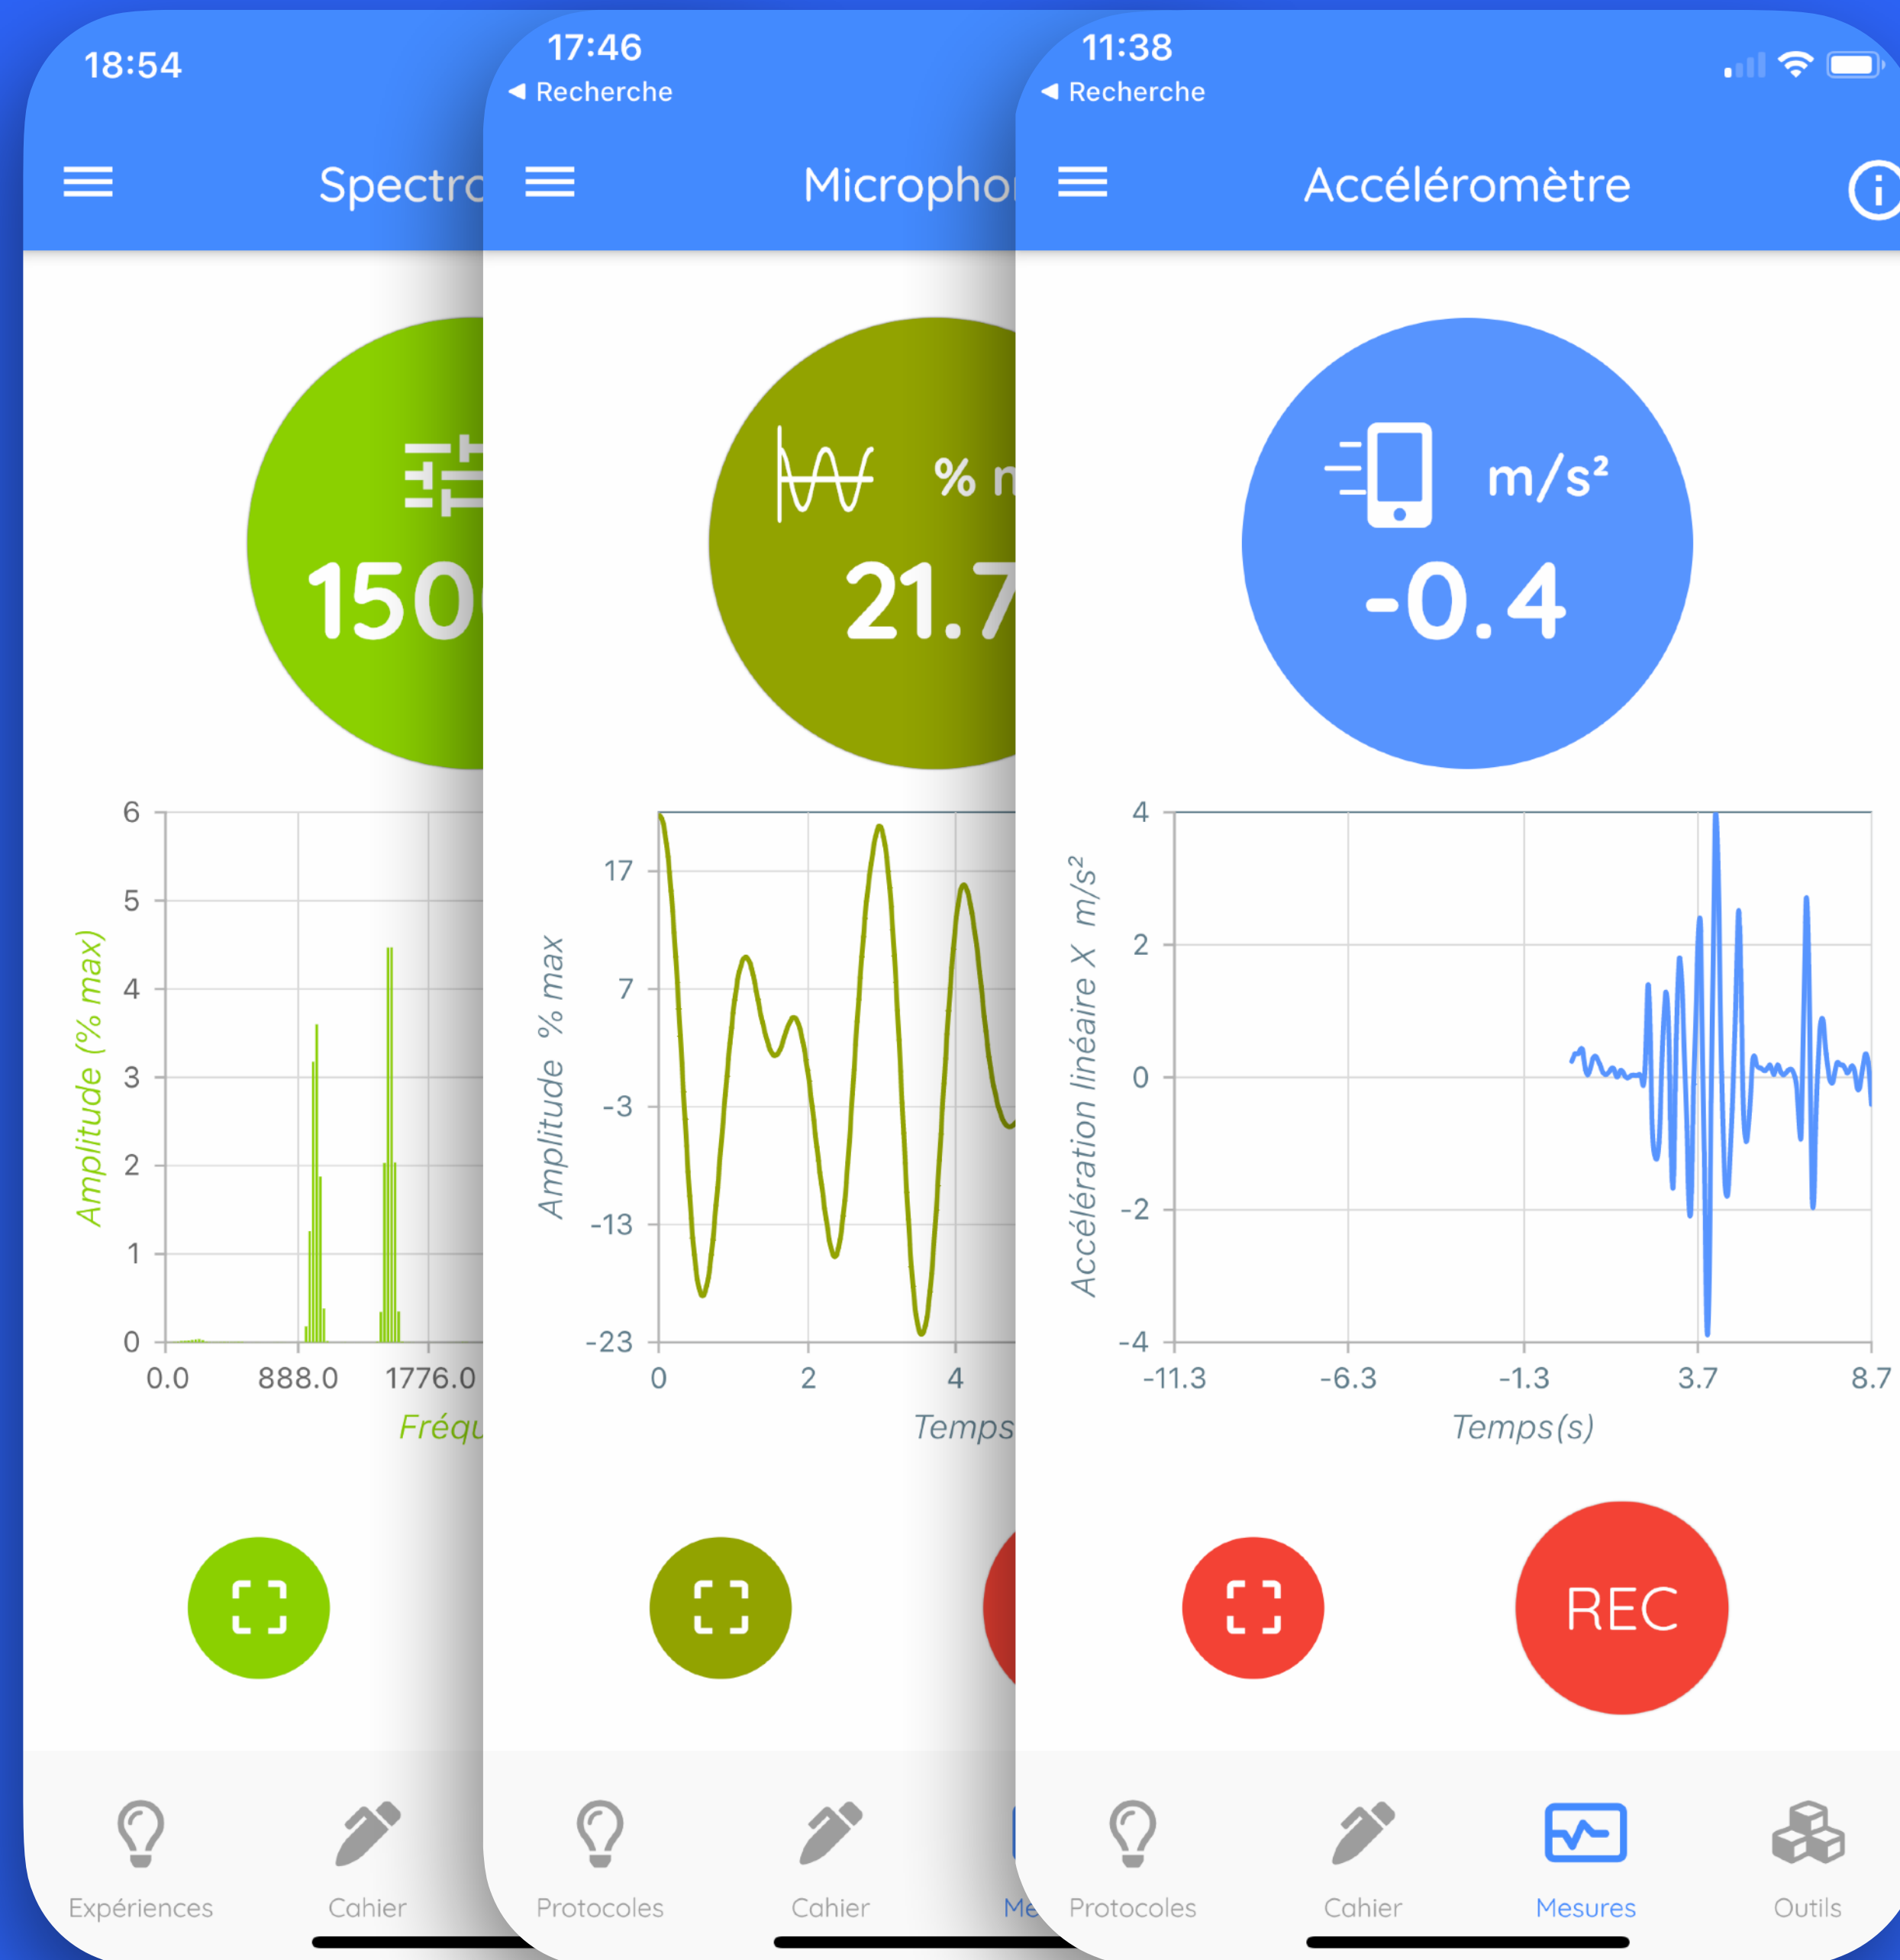 18:54
Spectro
150
6
5
4
3
2
1
0
Amplitude (% max)
0.0 888.0 1776.0
Fréqu
Expériences Cahier
17:46
Recherche
Microphon
%
21.7
17
7
-3
-13
-23
Amplitude % max
0 2 4
Temps
Protocoles Cahier Me
11:38
Recherche
Accéléromètre
m/s²
-0.4
4
2
0
-2
-4
Accélération linéaire X m/s²
-11.3 -6.3 -1.3 3.7 8.7
Temps(s)
REC
Protocoles Cahier Mesures Outils